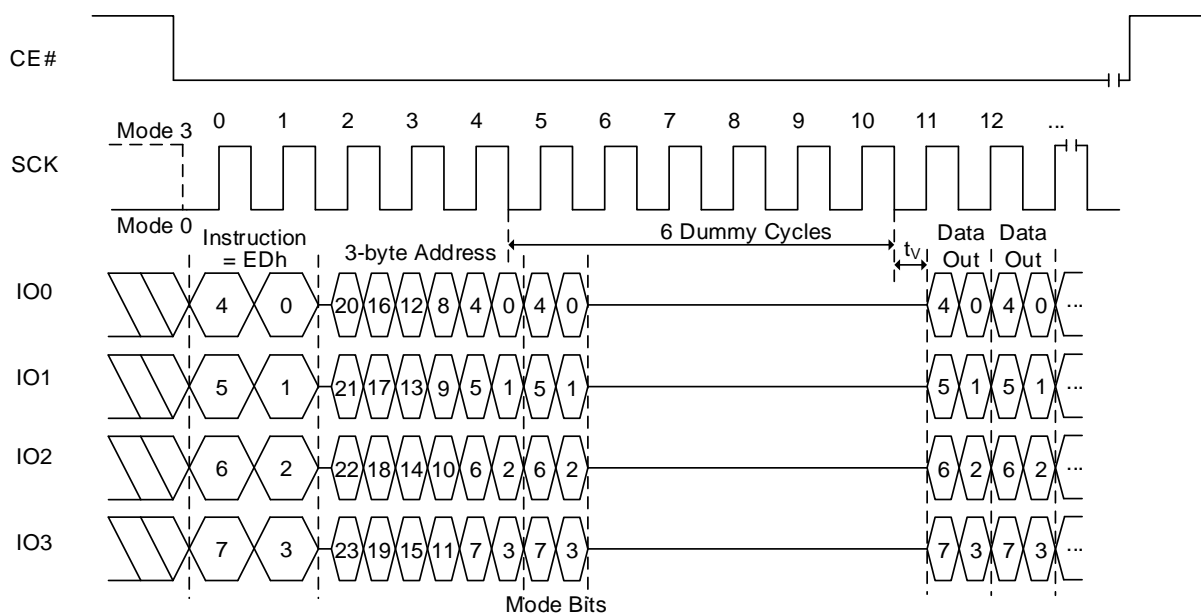 CE#
0 1 2 3 4 5 6 7 8 9 10 11 12 ...
Mode 3
SCK
Mode 0
Instruction
= EDh
3-byte Address
6 Dummy Cycles
tV
Data
Out
Data
Out
IO0 4 0 20 16 12 8 4 0 4 0 4 0 4 0 ...
IO1 5 1 21 17 13 9 5 1 5 1 5 1 5 1 ...
IO2 6 2 22 18 14 10 6 2 6 2 6 2 6 2 ...
IO3 7 3 23 19 15 11 7 3 7 3 7 3 7 3 ...
Mode Bits